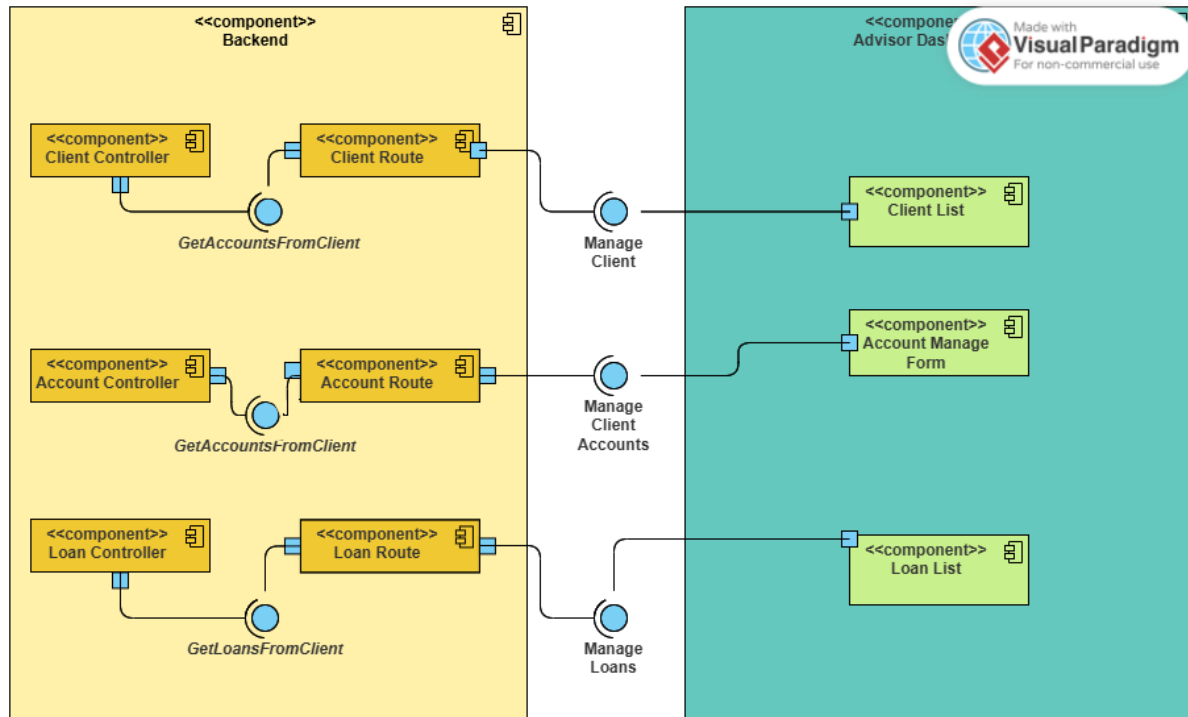 <<component>>
Backend
<<component>>
Client Controller
<<component>>
Client Route
GetAccountsFromClient
<<component>>
Account Controller
<<component>>
Account Route
GetAccountsFromClient
<<component>>
Loan Controller
<<component>>
Loan Route
GetLoansFromClient
Manage
Client
Manage
Client
Accounts
Manage
Loans
Advisor
Made with
Visual Paradigm
For non-commercial use
<<component>>
Client List
<<component>>
Account Manage
Form
<<component>>
Loan List